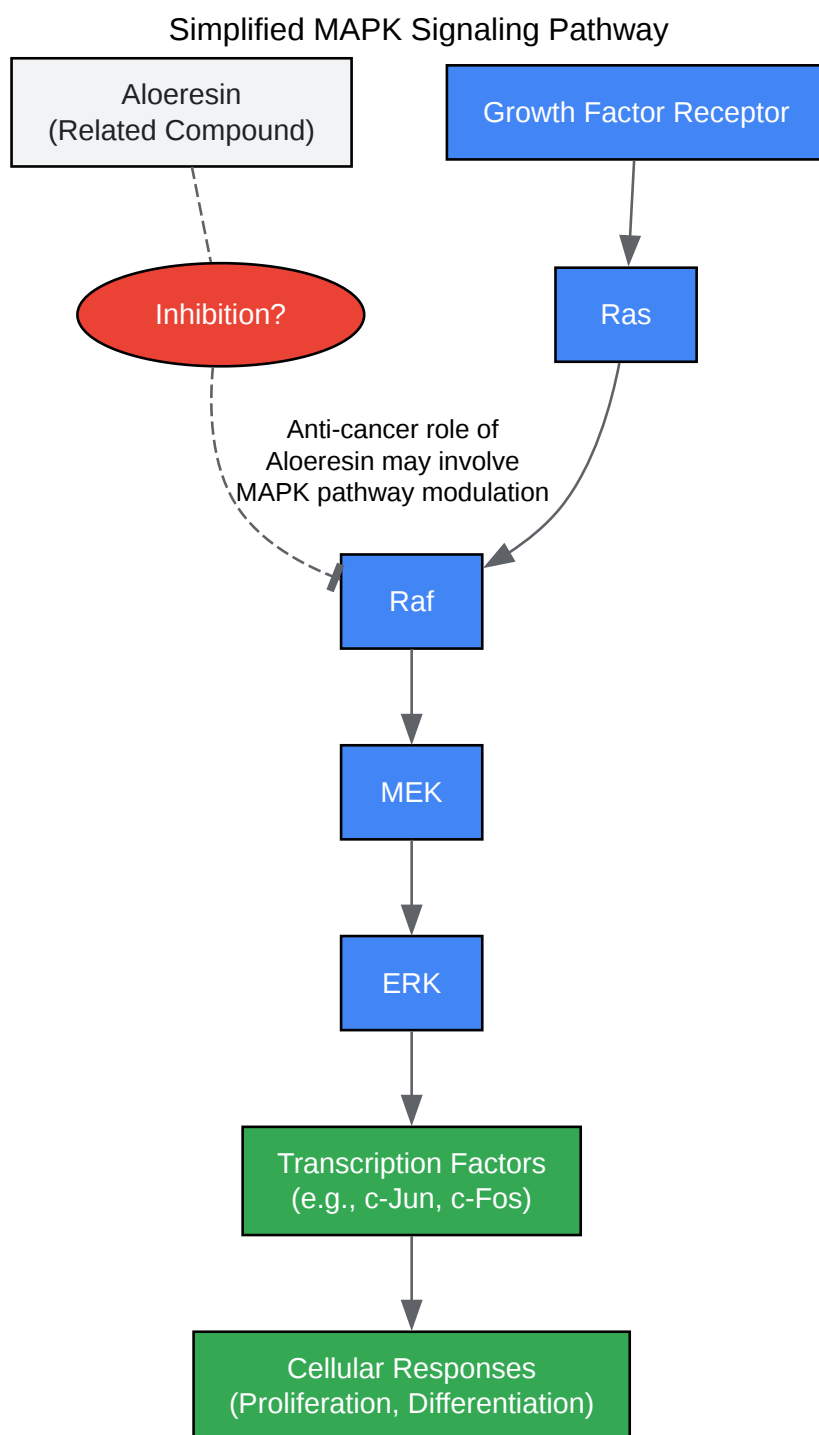 Simplified MAPK Signaling Pathway
Aloeresin
(Related Compound)
Growth Factor Receptor
Inhibition?
Ras
Anti-cancer role of
Aloeresin may involve
MAPK pathway modulation
Raf
MEK
ERK
Transcription Factors
(e.g., c-Jun, c-Fos)
Cellular Responses
(Proliferation, Differentiation)